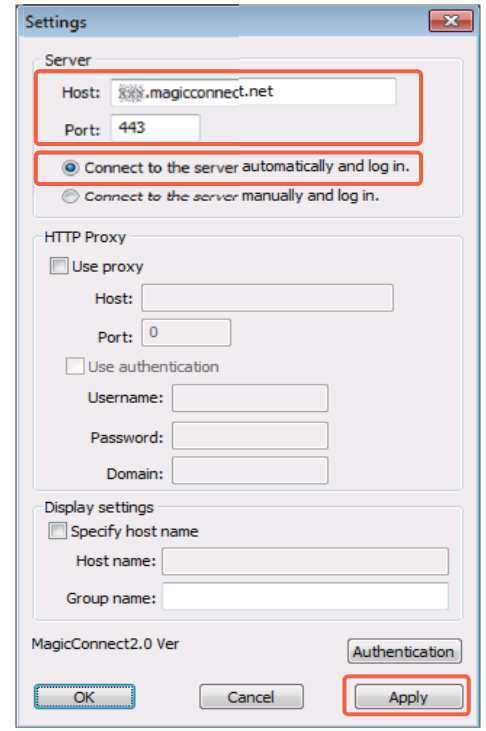 Settings
Server
Host: .magicconnect.net
Port: 443
Connect to the server automatically and log in.
Connect to the server manually and log in.
HTTP Proxy
Use proxy
Host:
Port: 0
Use authentication
Username:
Password:
Domain:
Display settings
Specify host name
Host name:
Group name:
MagicConnect2.0 Ver
Authentication
OK Cancel Apply